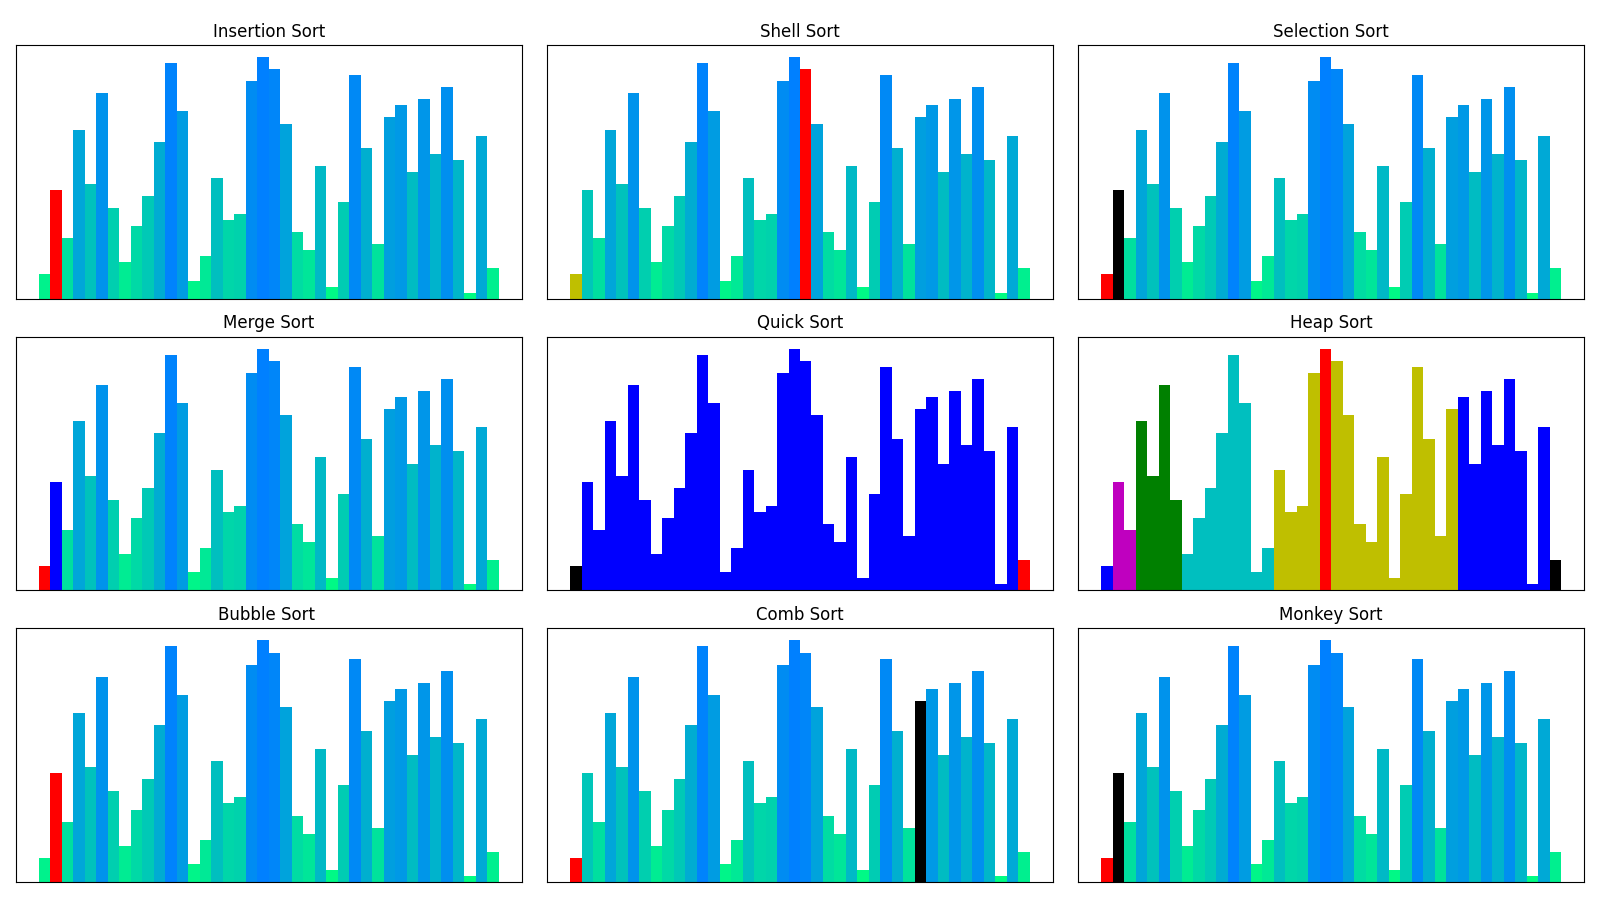 Insertion Sort
Shell Sort
Selection Sort
Merge Sort
Quick Sort
Heap Sort
Bubble Sort
Comb Sort
Monkey Sort